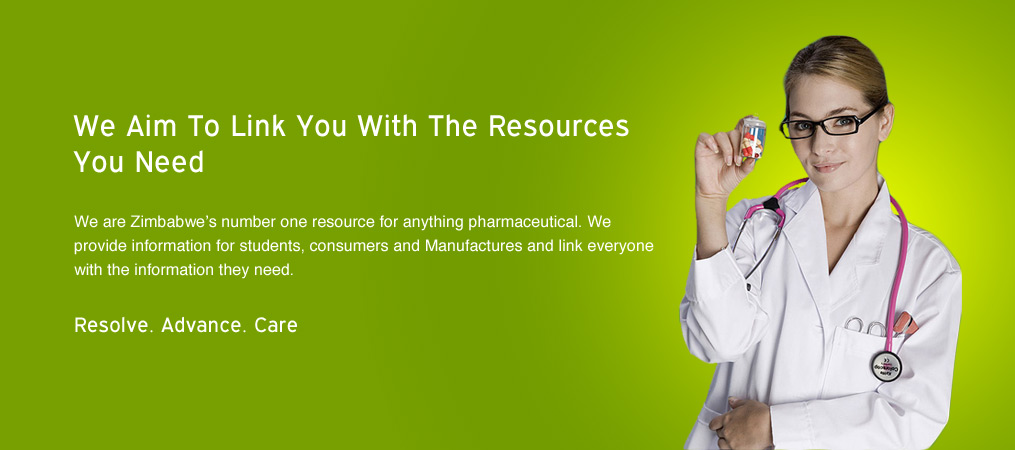 We Aim To Link You With The Resources
You Need
We are Zimbabwe's number one resource for anything pharmaceutical. We
provide information for students, consumers and Manufactures and link everyone
with the information they need.
Resolve. Advance. Care